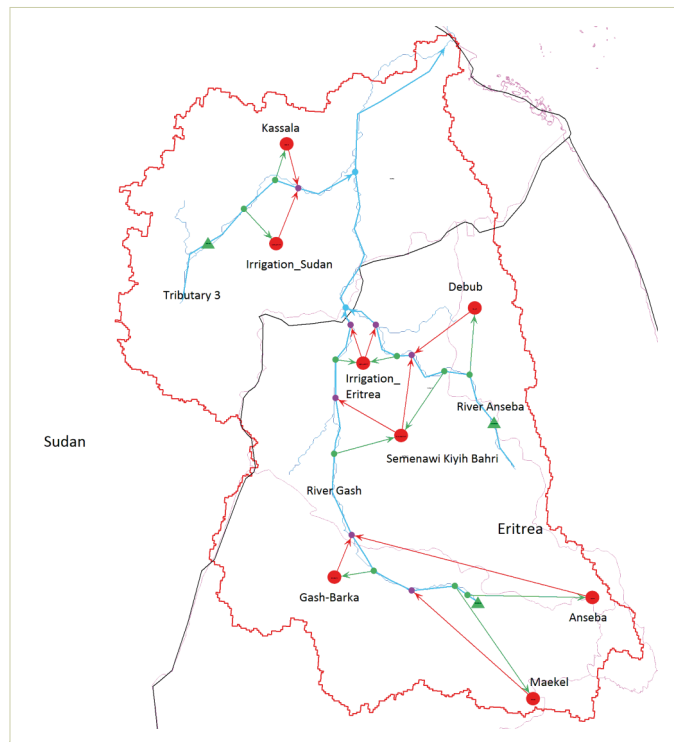 Kassala
Irrigation_Sudan
Tributary 3
Debub
Irrigation_
Eritrea
River Anseba
Sudan
Semenawi Kiyih Bahri
River Gash
Eritrea
Gash-Barka
Anseba
Maekel